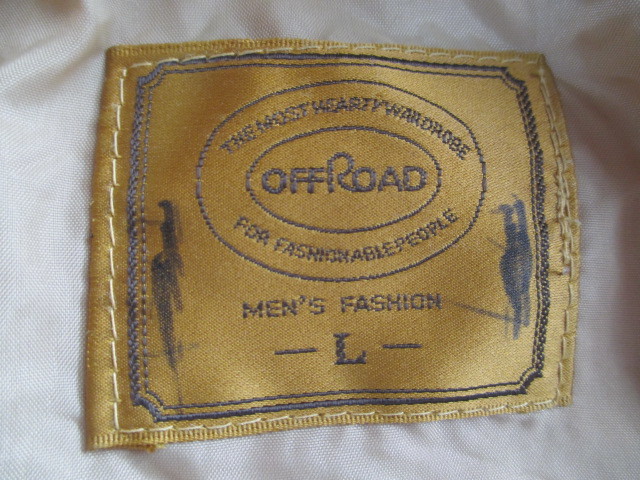 THE MOST HEARTY WARDROBE
OFFROAD
FOR FASHIONABLE PEOPLE
MEN'S FASHION
— L —